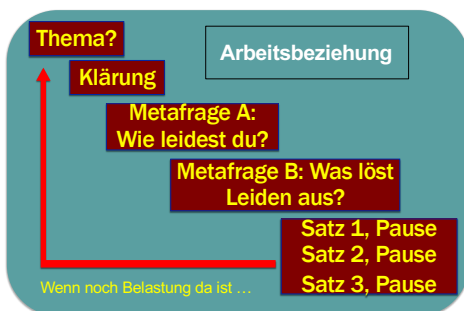 Thema?
Arbeitsbeziehung
Klärung
Metafrage A:
Wie leidest du?
Metafrage B: Was löst
Leiden aus?
Satz 1, Pause
Satz 2, Pause
Satz 3, Pause
Wenn noch Belastung da ist ...